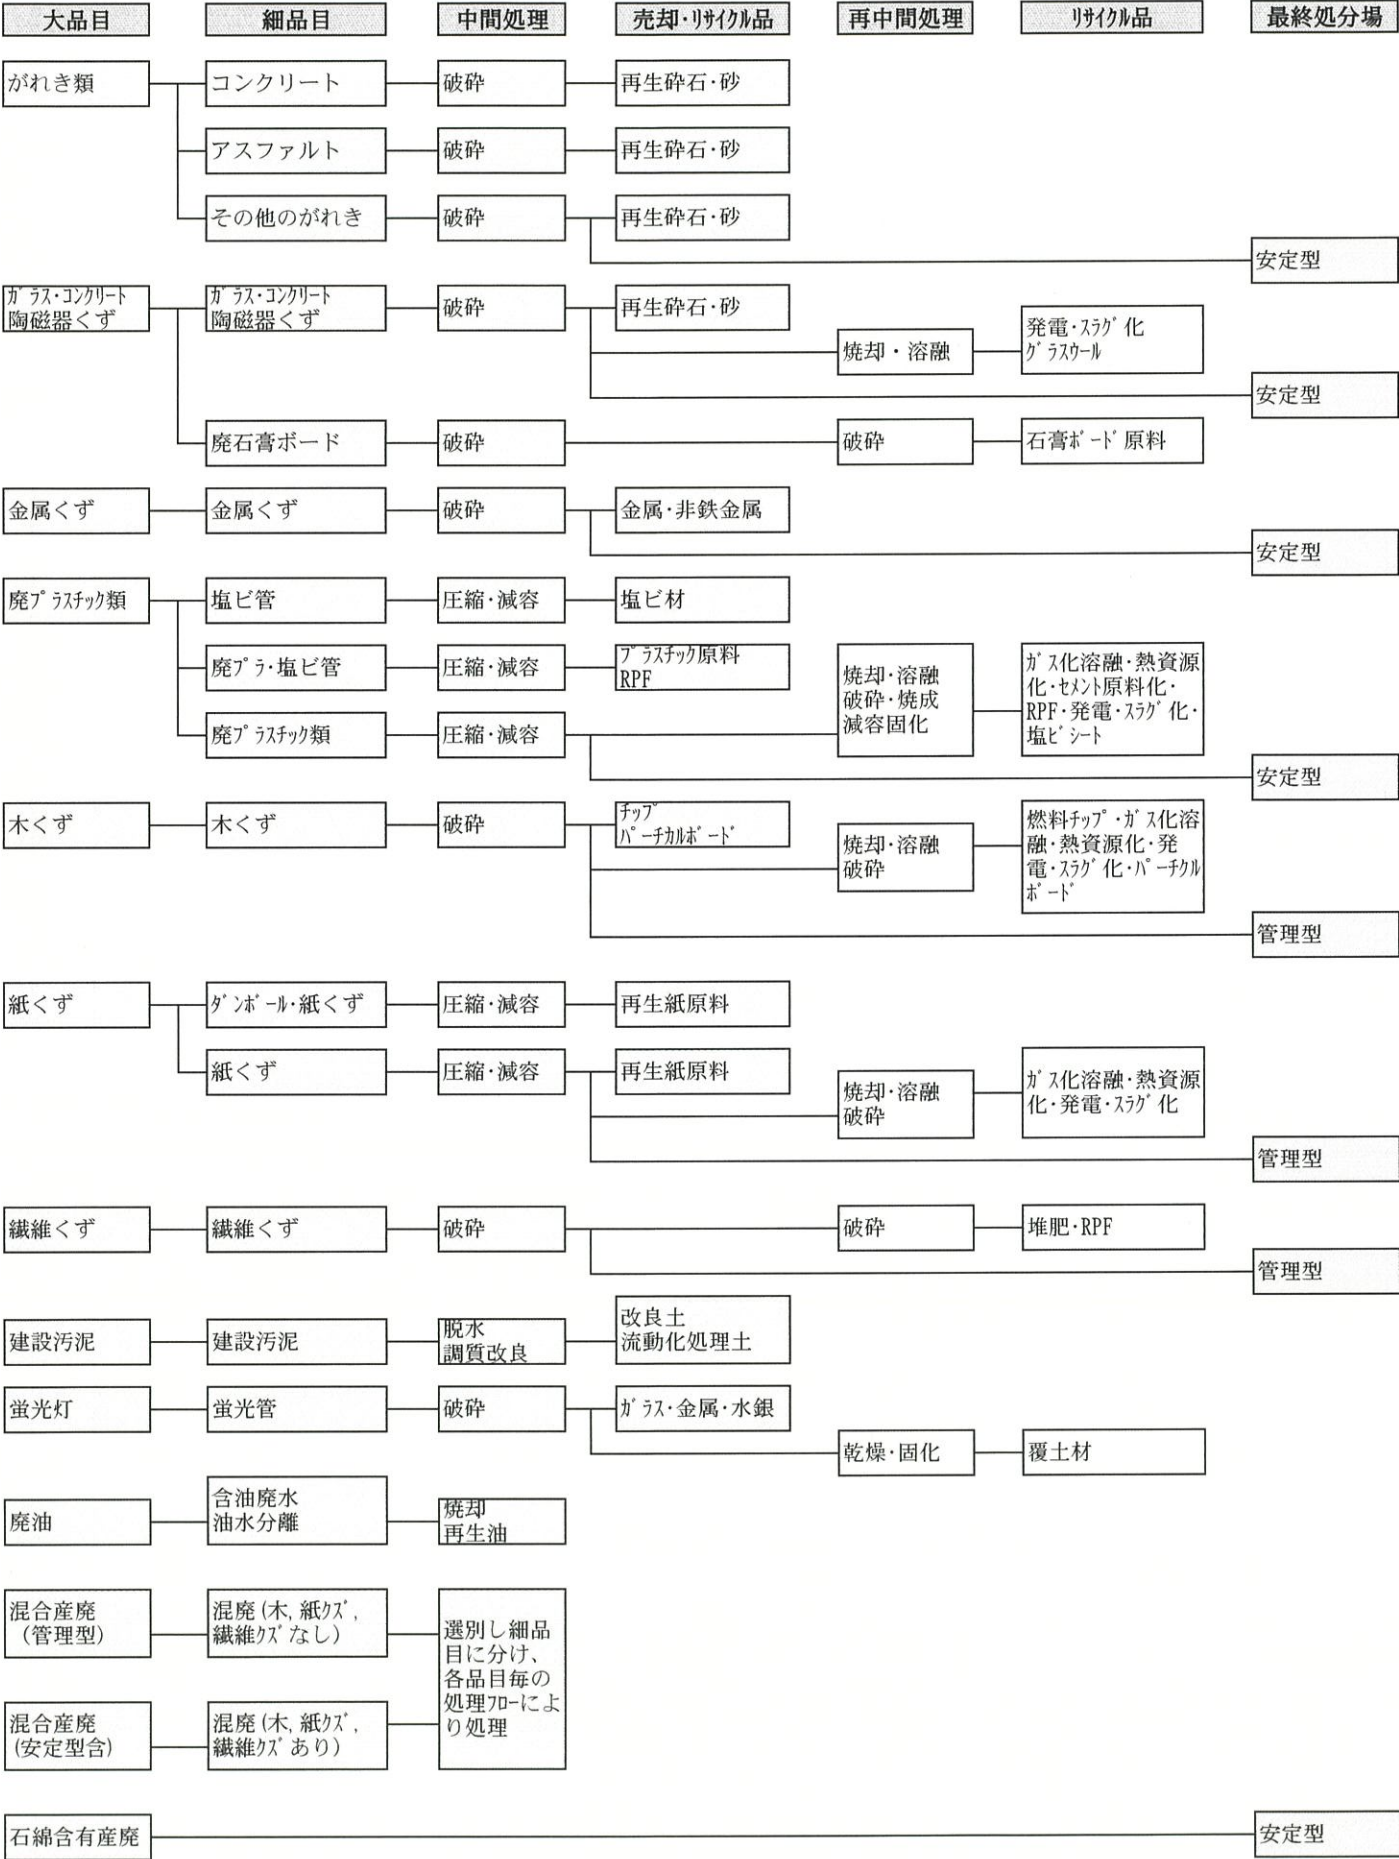 大品目
細品目
中間処理
売却・リサイクル品
再中間処理
リサイクル品
最終処分場
がれき類
コンクリート
破砕
再生砕石・砂
アスファルト
破砕
再生砕石・砂
その他のがれき
破砕
再生砕石・砂
安定型
ガラス・コンクリート
陶磁器くず
ガラス・コンクリート
陶磁器くず
破砕
再生砕石・砂
焼却・溶融
発電・スラグ化
グラスウール
安定型
廃石膏ボード
破砕
破砕
石膏ボード原料
金属くず
金属くず
破砕
金属・非鉄金属
安定型
廃プラスチック類
塩ビ管
圧縮・減容
塩ビ材
廃プラ・塩ビ管
圧縮・減容
プラスチック原料
RPF
廃プラスチック類
圧縮・減容
焼却・溶融
破砕・焼成
減容固化
ガス化溶融・熱資源
化・セメント原料化・
RPF・発電・スラグ化・
塩ビシート
安定型
木くず
木くず
破砕
チップ
パーチカルボード
焼却・溶融
破砕
燃料チップ・ガス化溶
融・熱資源化・発
電・スラグ化・パーチクル
ボード
管理型
紙くず
ダンボール・紙くず
圧縮・減容
再生紙原料
紙くず
圧縮・減容
再生紙原料
焼却・溶融
破砕
ガス化溶融・熱資源
化・発電・スラグ化
管理型
繊維くず
繊維くず
破砕
破砕
堆肥・RPF
管理型
建設汚泥
建設汚泥
脱水
調質改良
改良土
流動化処理土
蛍光灯
蛍光管
破砕
ガラス・金属・水銀
乾燥・固化
覆土材
廃油
含油廃水
油水分離
焼却
再生油
混合産廃
（管理型）
混廃(木,紙クズ,
繊維クズなし)
選別し細品
目に分け、
各品目毎の
処理フローによ
り処理
混合産廃
(安定型含)
混廃(木,紙クズ,
繊維クズあり)
石綿含有産廃
安定型